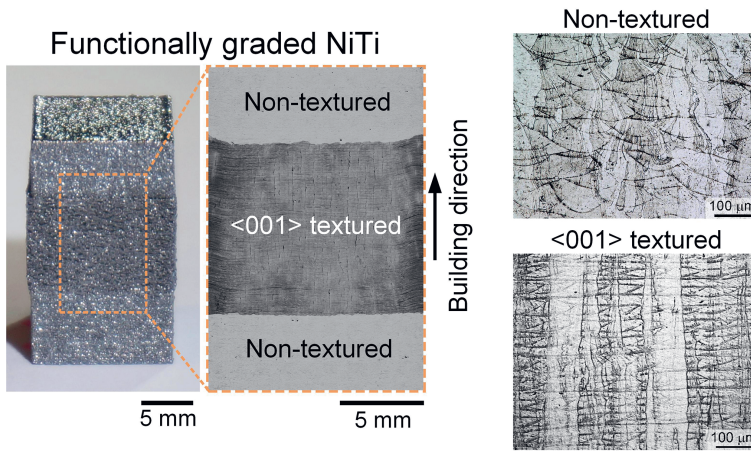 Functionally graded NiTi
Non-textured
<001> textured
Non-textured
Building direction
5 mm
5 mm
Non-textured
100 μm
<001> textured
100 μm